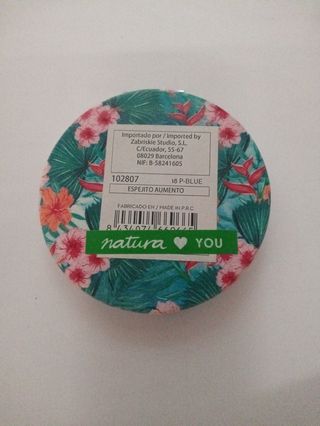 Importado por / Imported by
Zabriskie Studio, S.L.
C/Ecuador, 55-67
08029 Barcelona
NIF: B-58241605
102807 18 P-BLUE
ESPEJITO AUMENTO
FABRICADO EN / MADE IN P.R.C
natura YOU